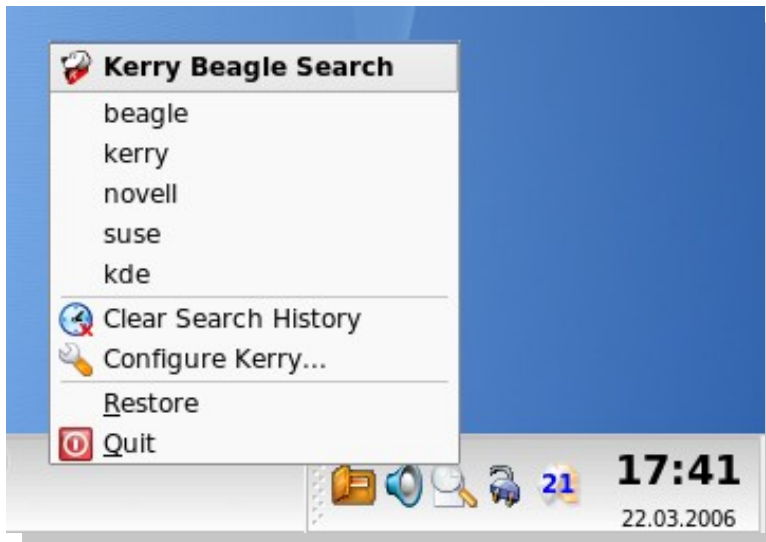 Kerry Beagle Search
beagle
kerry
novell
suse
kde
Clear Search History
Configure Kerry...
Restore
Quit
21
17:41
22.03.2006